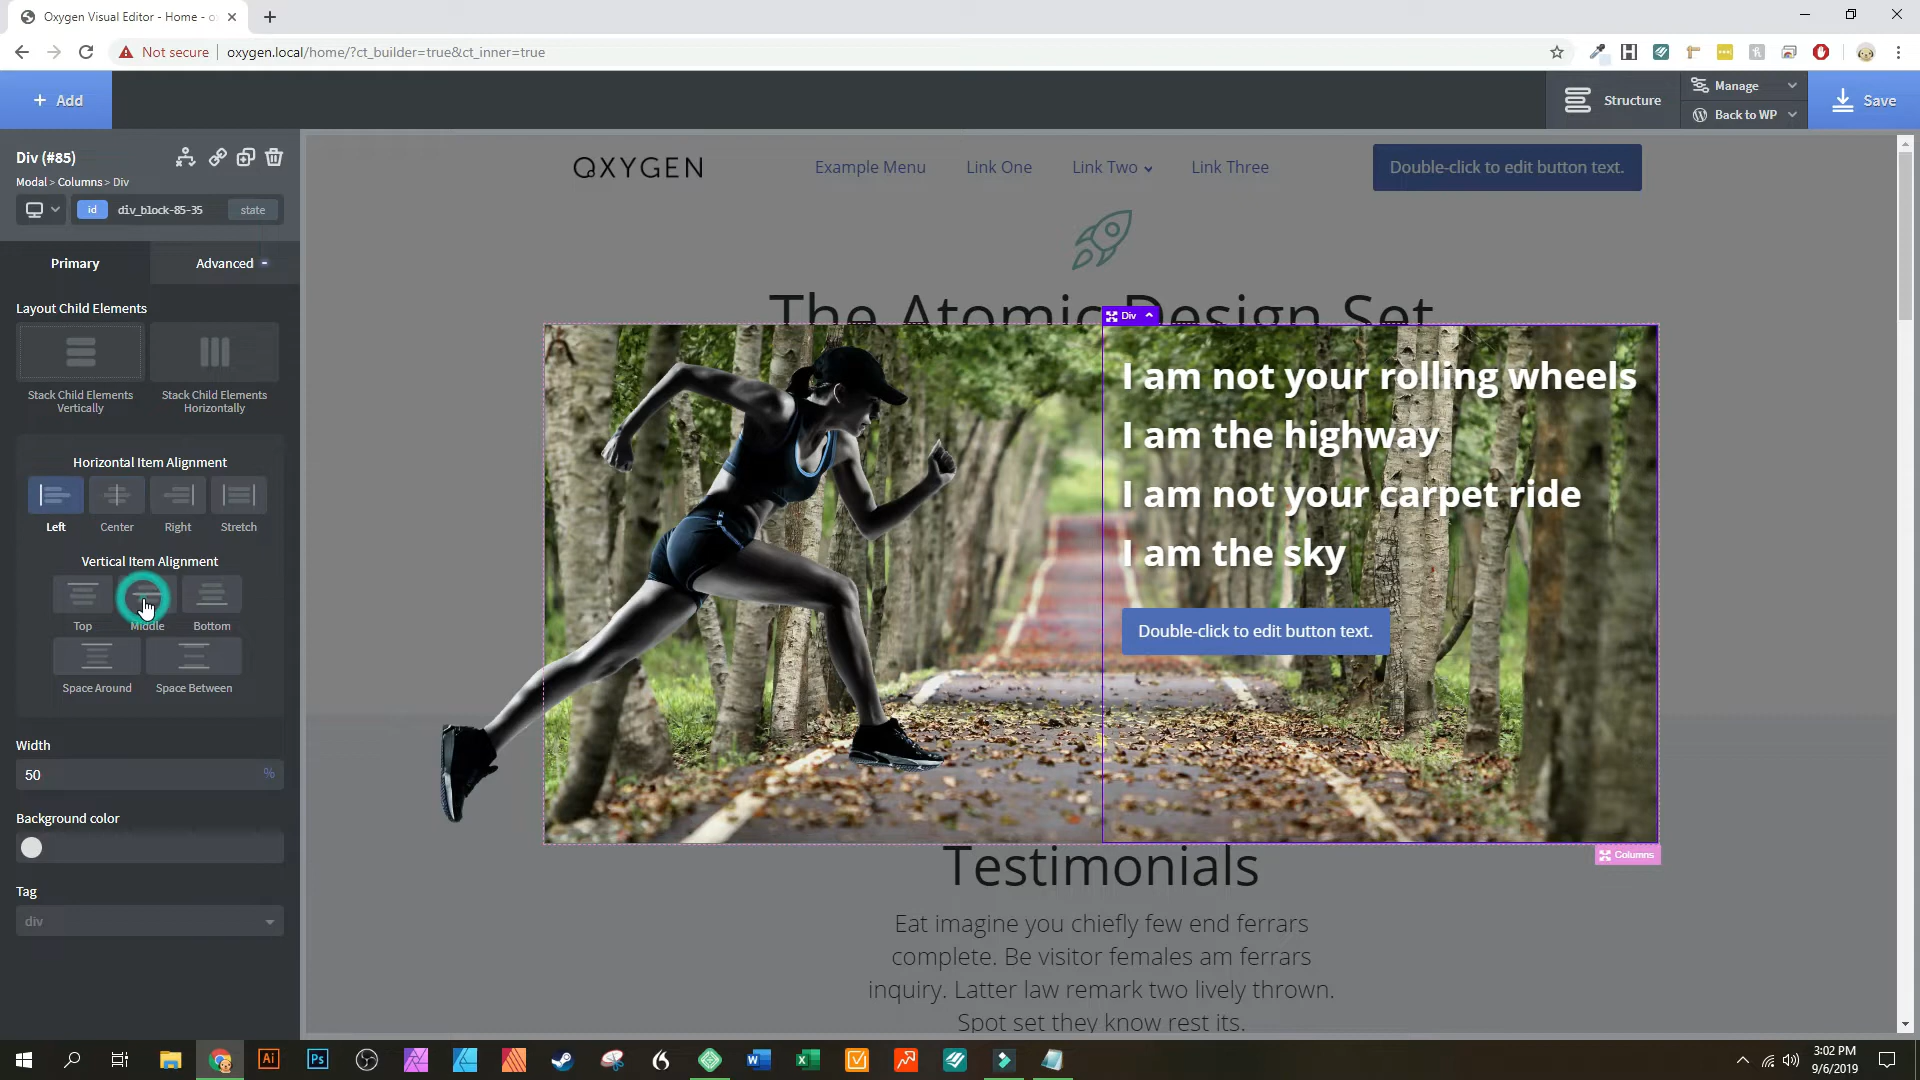 Oxygen Visual Editor - Home - o
Not secure
oxygen.local/home/?ct_builder=true&ct_inner=true
+ Add
Structure
Manage
Back to WP
Save
Div (#85)
Modal > Columns > Div
id
div_block-85-35
state
Primary
Advanced
Layout Child Elements
Stack Child Elements Vertically
Stack Child Elements Horizontally
Horizontal Item Alignment
Left
Center
Right
Stretch
Vertical Item Alignment
Top
Middle
Bottom
Space Around
Space Between
Width
50
%
Background color
Tag
div
OXYGEN
Example Menu
Link One
Link Two
Link Three
Double-click to edit button text.
The Atomic Design Set
Div
I am not your rolling wheels
I am the highway
I am not your carpet ride
I am the sky
Double-click to edit button text.
Columns
Testimonials
Eat imagine you chiefly few end ferrars
complete. Be visitor females am ferrars
inquiry. Latter law remark two lively thrown.
Spot set they know rest its.
Ai
Ps
3:02 PM
9/6/2019